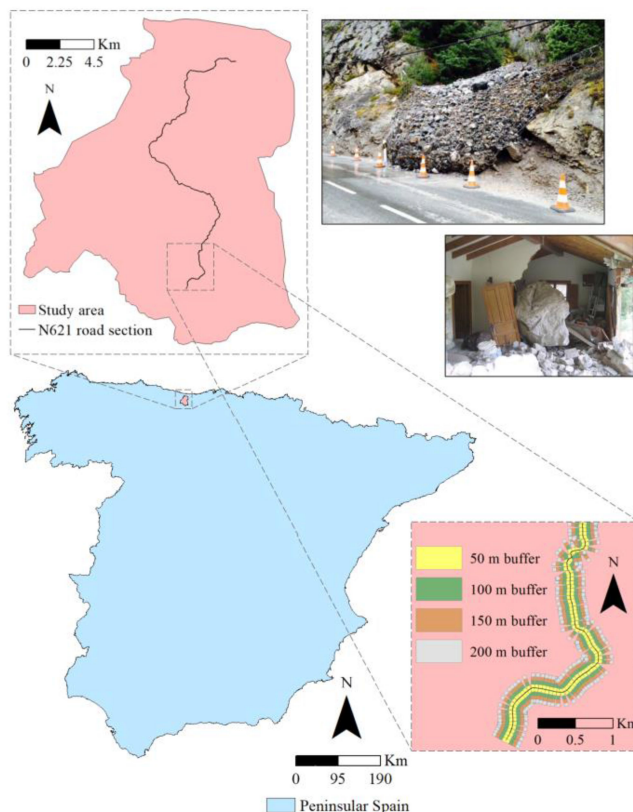 Km
0 2.25 4.5
N
Study area
N621 road section
50 m buffer
100 m buffer
150 m buffer
200 m buffer
N
Km
0 0.5 1
N
Km
0 95 190
Peninsular Spain